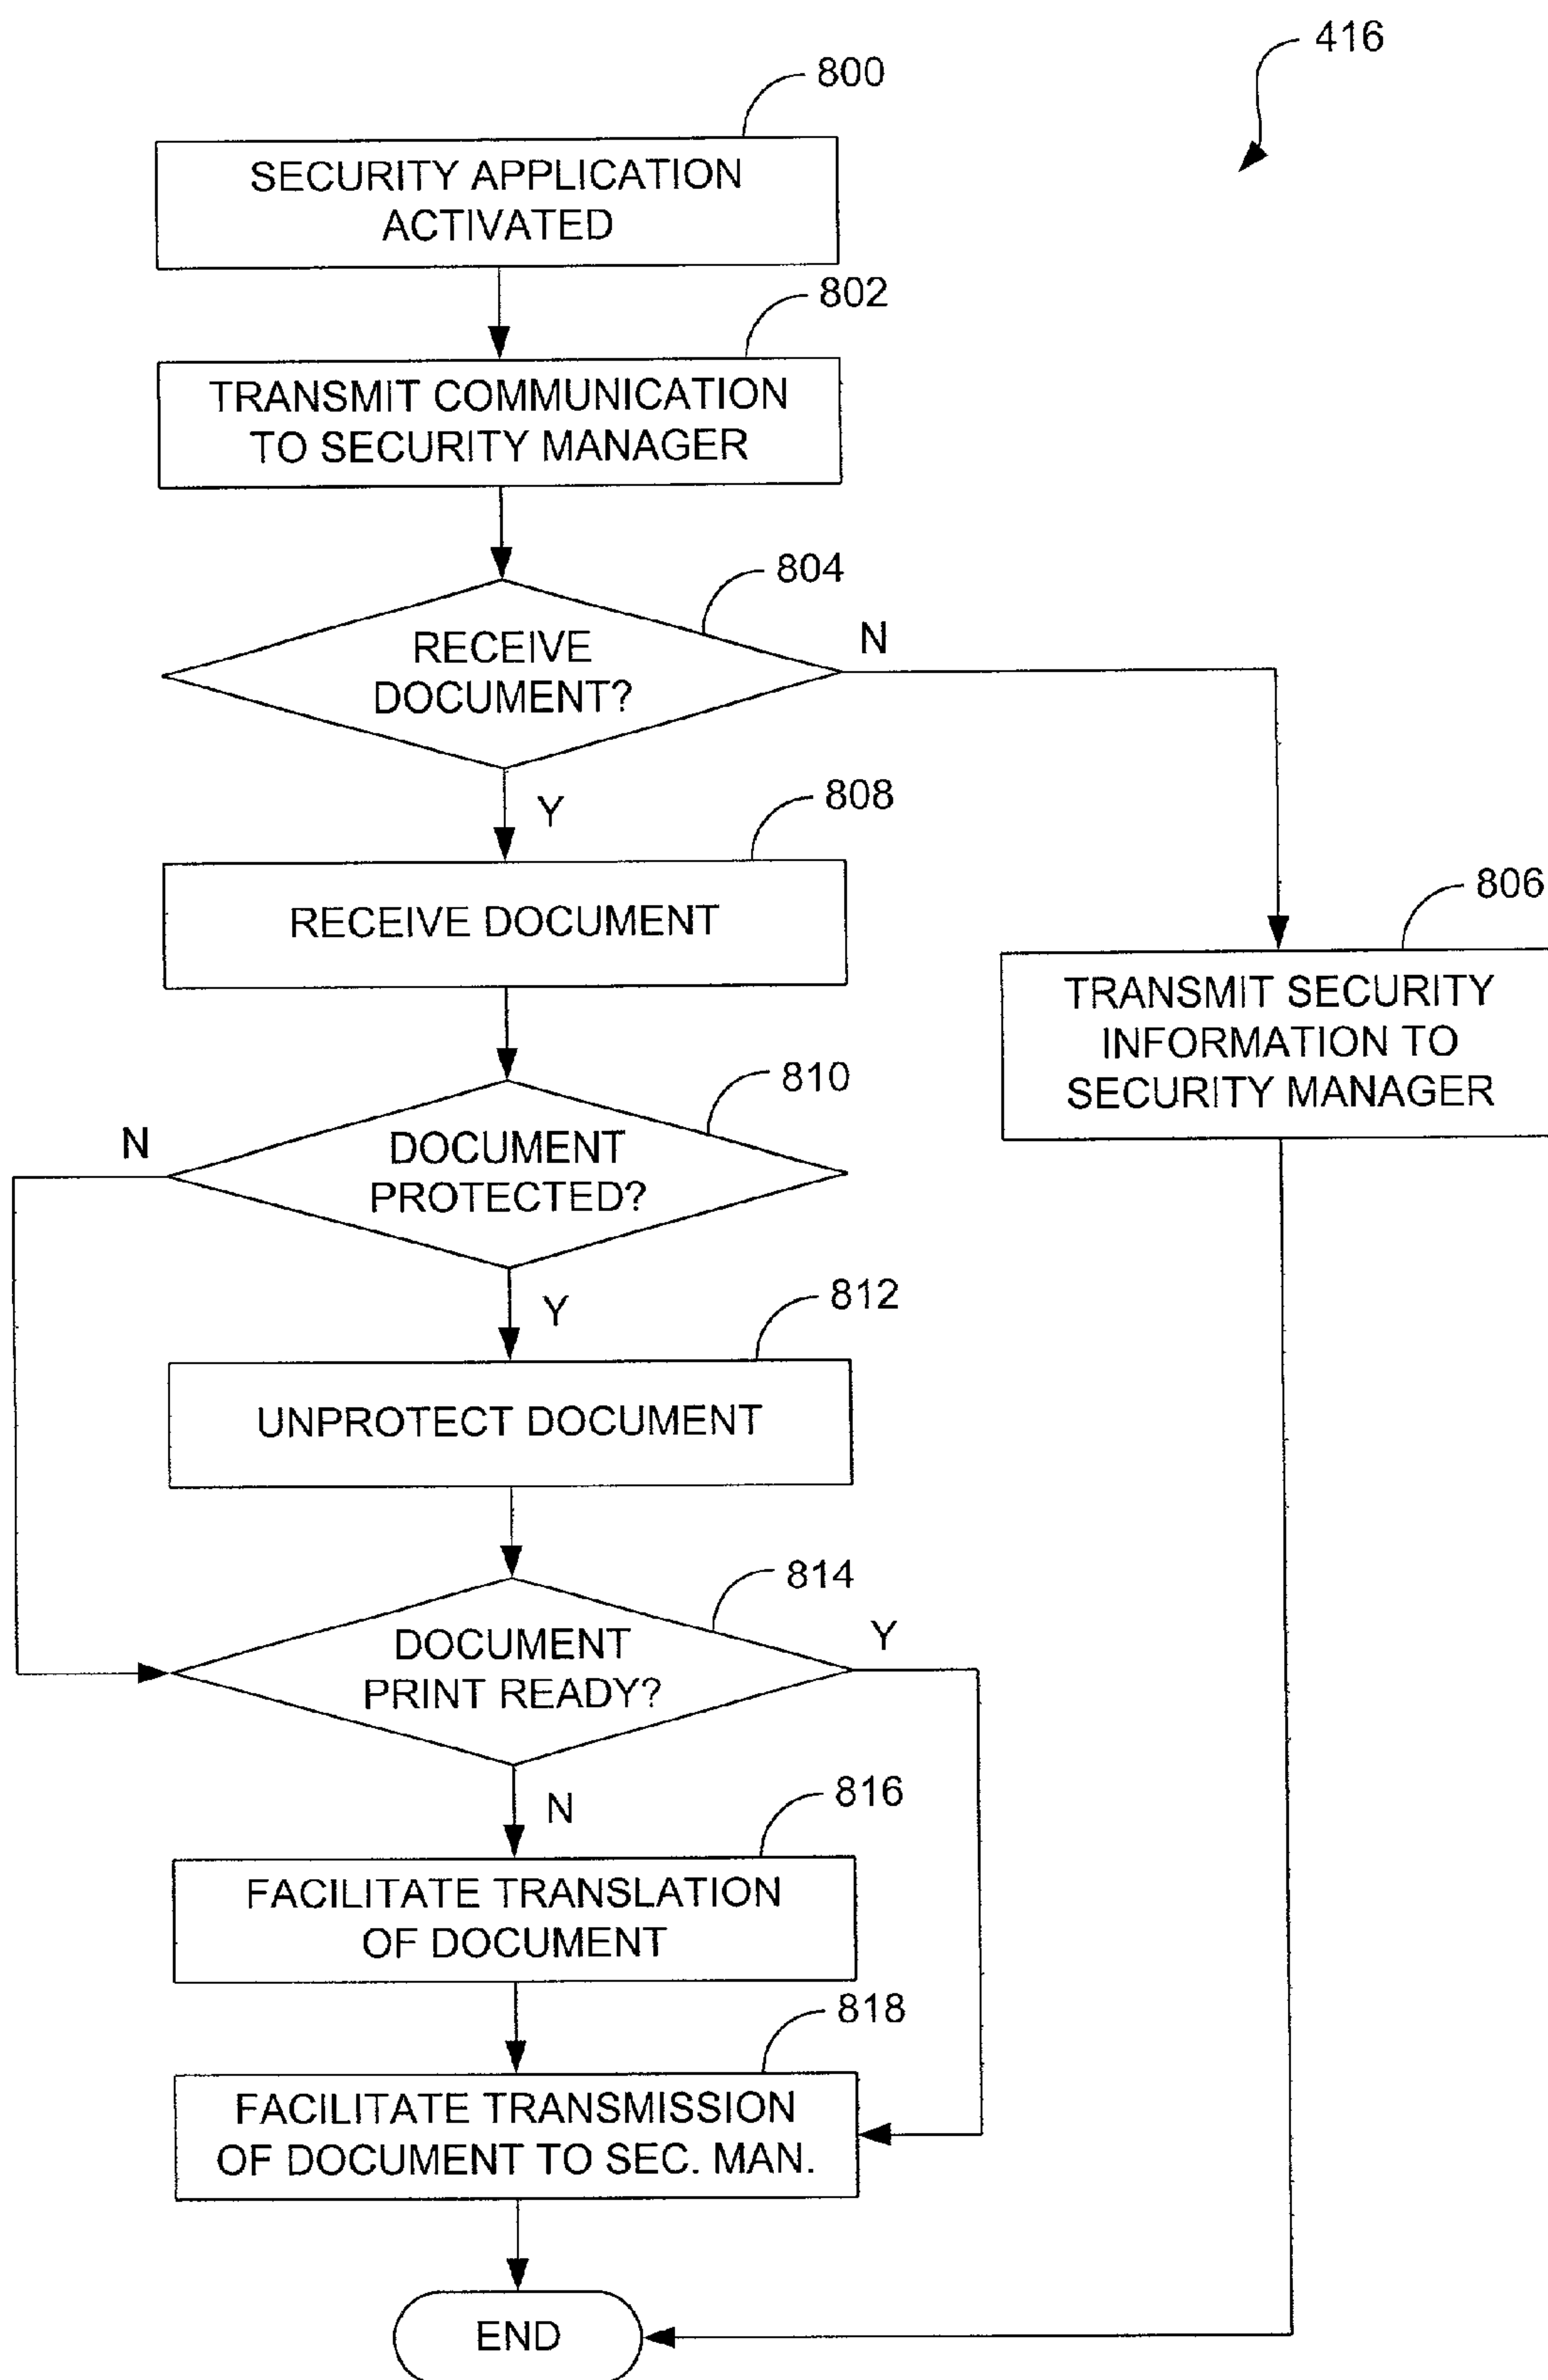 416
800
SECURITY APPLICATION
ACTIVATED
802
TRANSMIT COMMUNICATION
TO SECURITY MANAGER
804
RECEIVE
DOCUMENT?
N
Y
808
RECEIVE DOCUMENT
806
TRANSMIT SECURITY
INFORMATION TO
SECURITY MANAGER
810
DOCUMENT
PROTECTED?
N
Y
812
UNPROTECT DOCUMENT
814
DOCUMENT
PRINT READY?
Y
N
816
FACILITATE TRANSLATION
OF DOCUMENT
818
FACILITATE TRANSMISSION
OF DOCUMENT TO SEC. MAN.
END